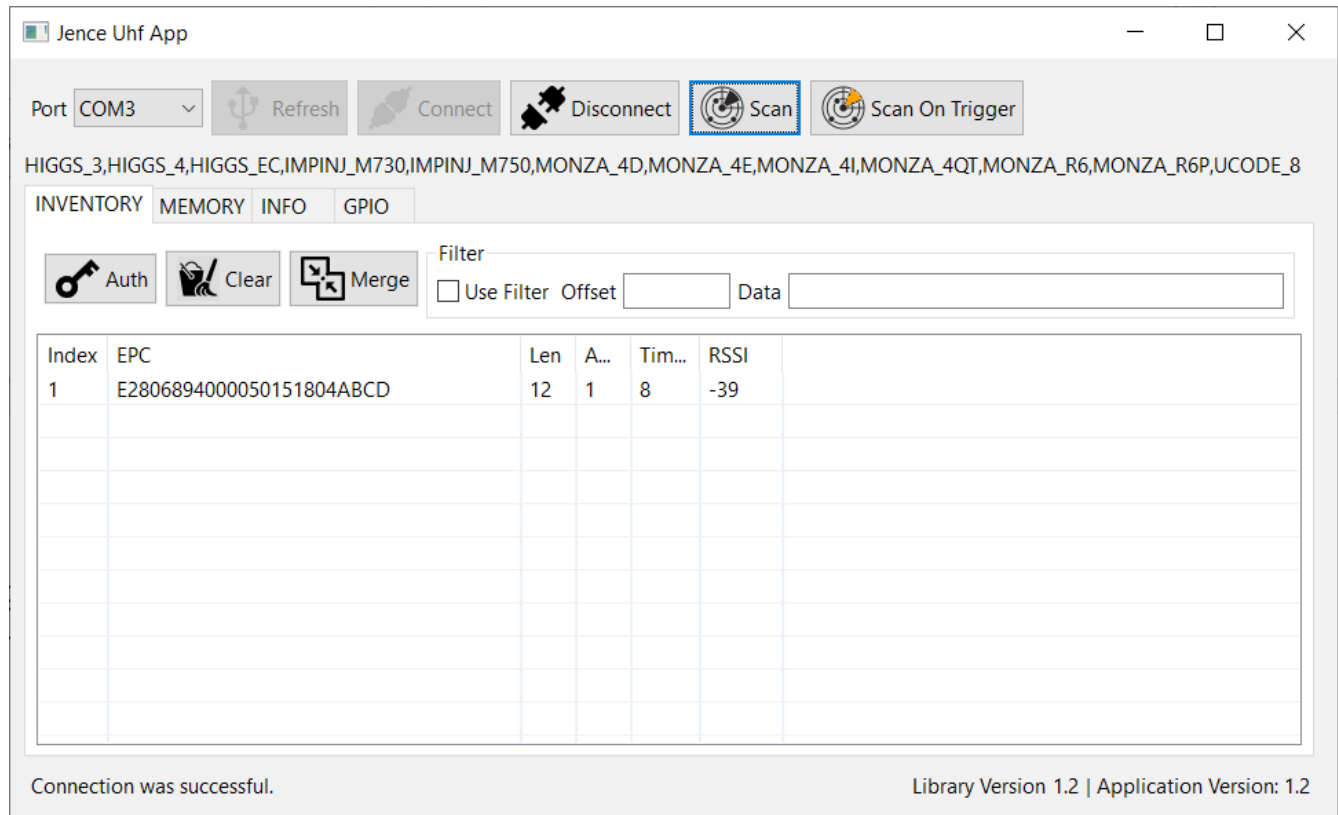 Jence Uhf App
Port COM3 Refresh Connect Disconnect Scan Scan On Trigger
HIGGS_3,HIGGS_4,HIGGS_EC,IMPINJ_M730,IMPINJ_M750,MONZA_4D,MONZA_4E,MONZA_4I,MONZA_4QT,MONZA_R6,MONZA_R6P,UCODE_8
INVENTORY MEMORY INFO GPIO
Filter
Auth Clear Merge Use Filter Offset Data
Index EPC Len A... Tim... RSSI
1 E2806894000050151804ABCD 12 1 8 -39
Connection was successful. Library Version 1.2 | Application Version: 1.2